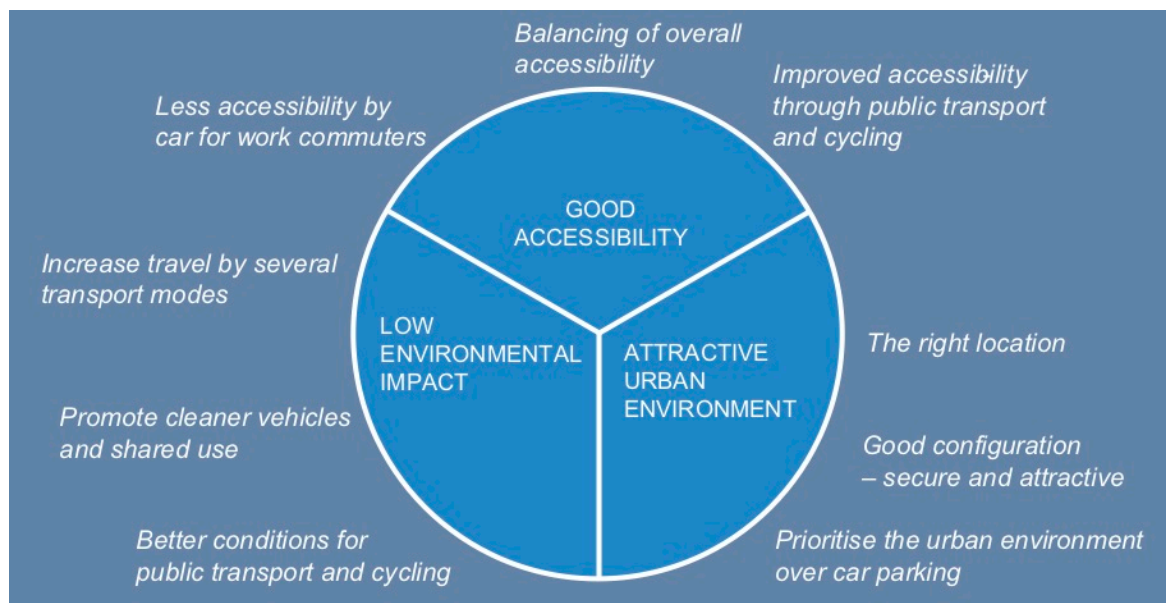 Balancing of overall
accessibility
Less accessibility by
car for work commuters
Improved accessibility
through public transport
and cycling
GOOD
ACCESSIBILITY
Increase travel by several
transport modes
LOW
ENVIRONMENTAL
IMPACT
ATTRACTIVE
URBAN
ENVIRONMENT
The right location
Promote cleaner vehicles
and shared use
Good configuration
– secure and attractive
Better conditions for
public transport and cycling
Prioritise the urban environment
over car parking